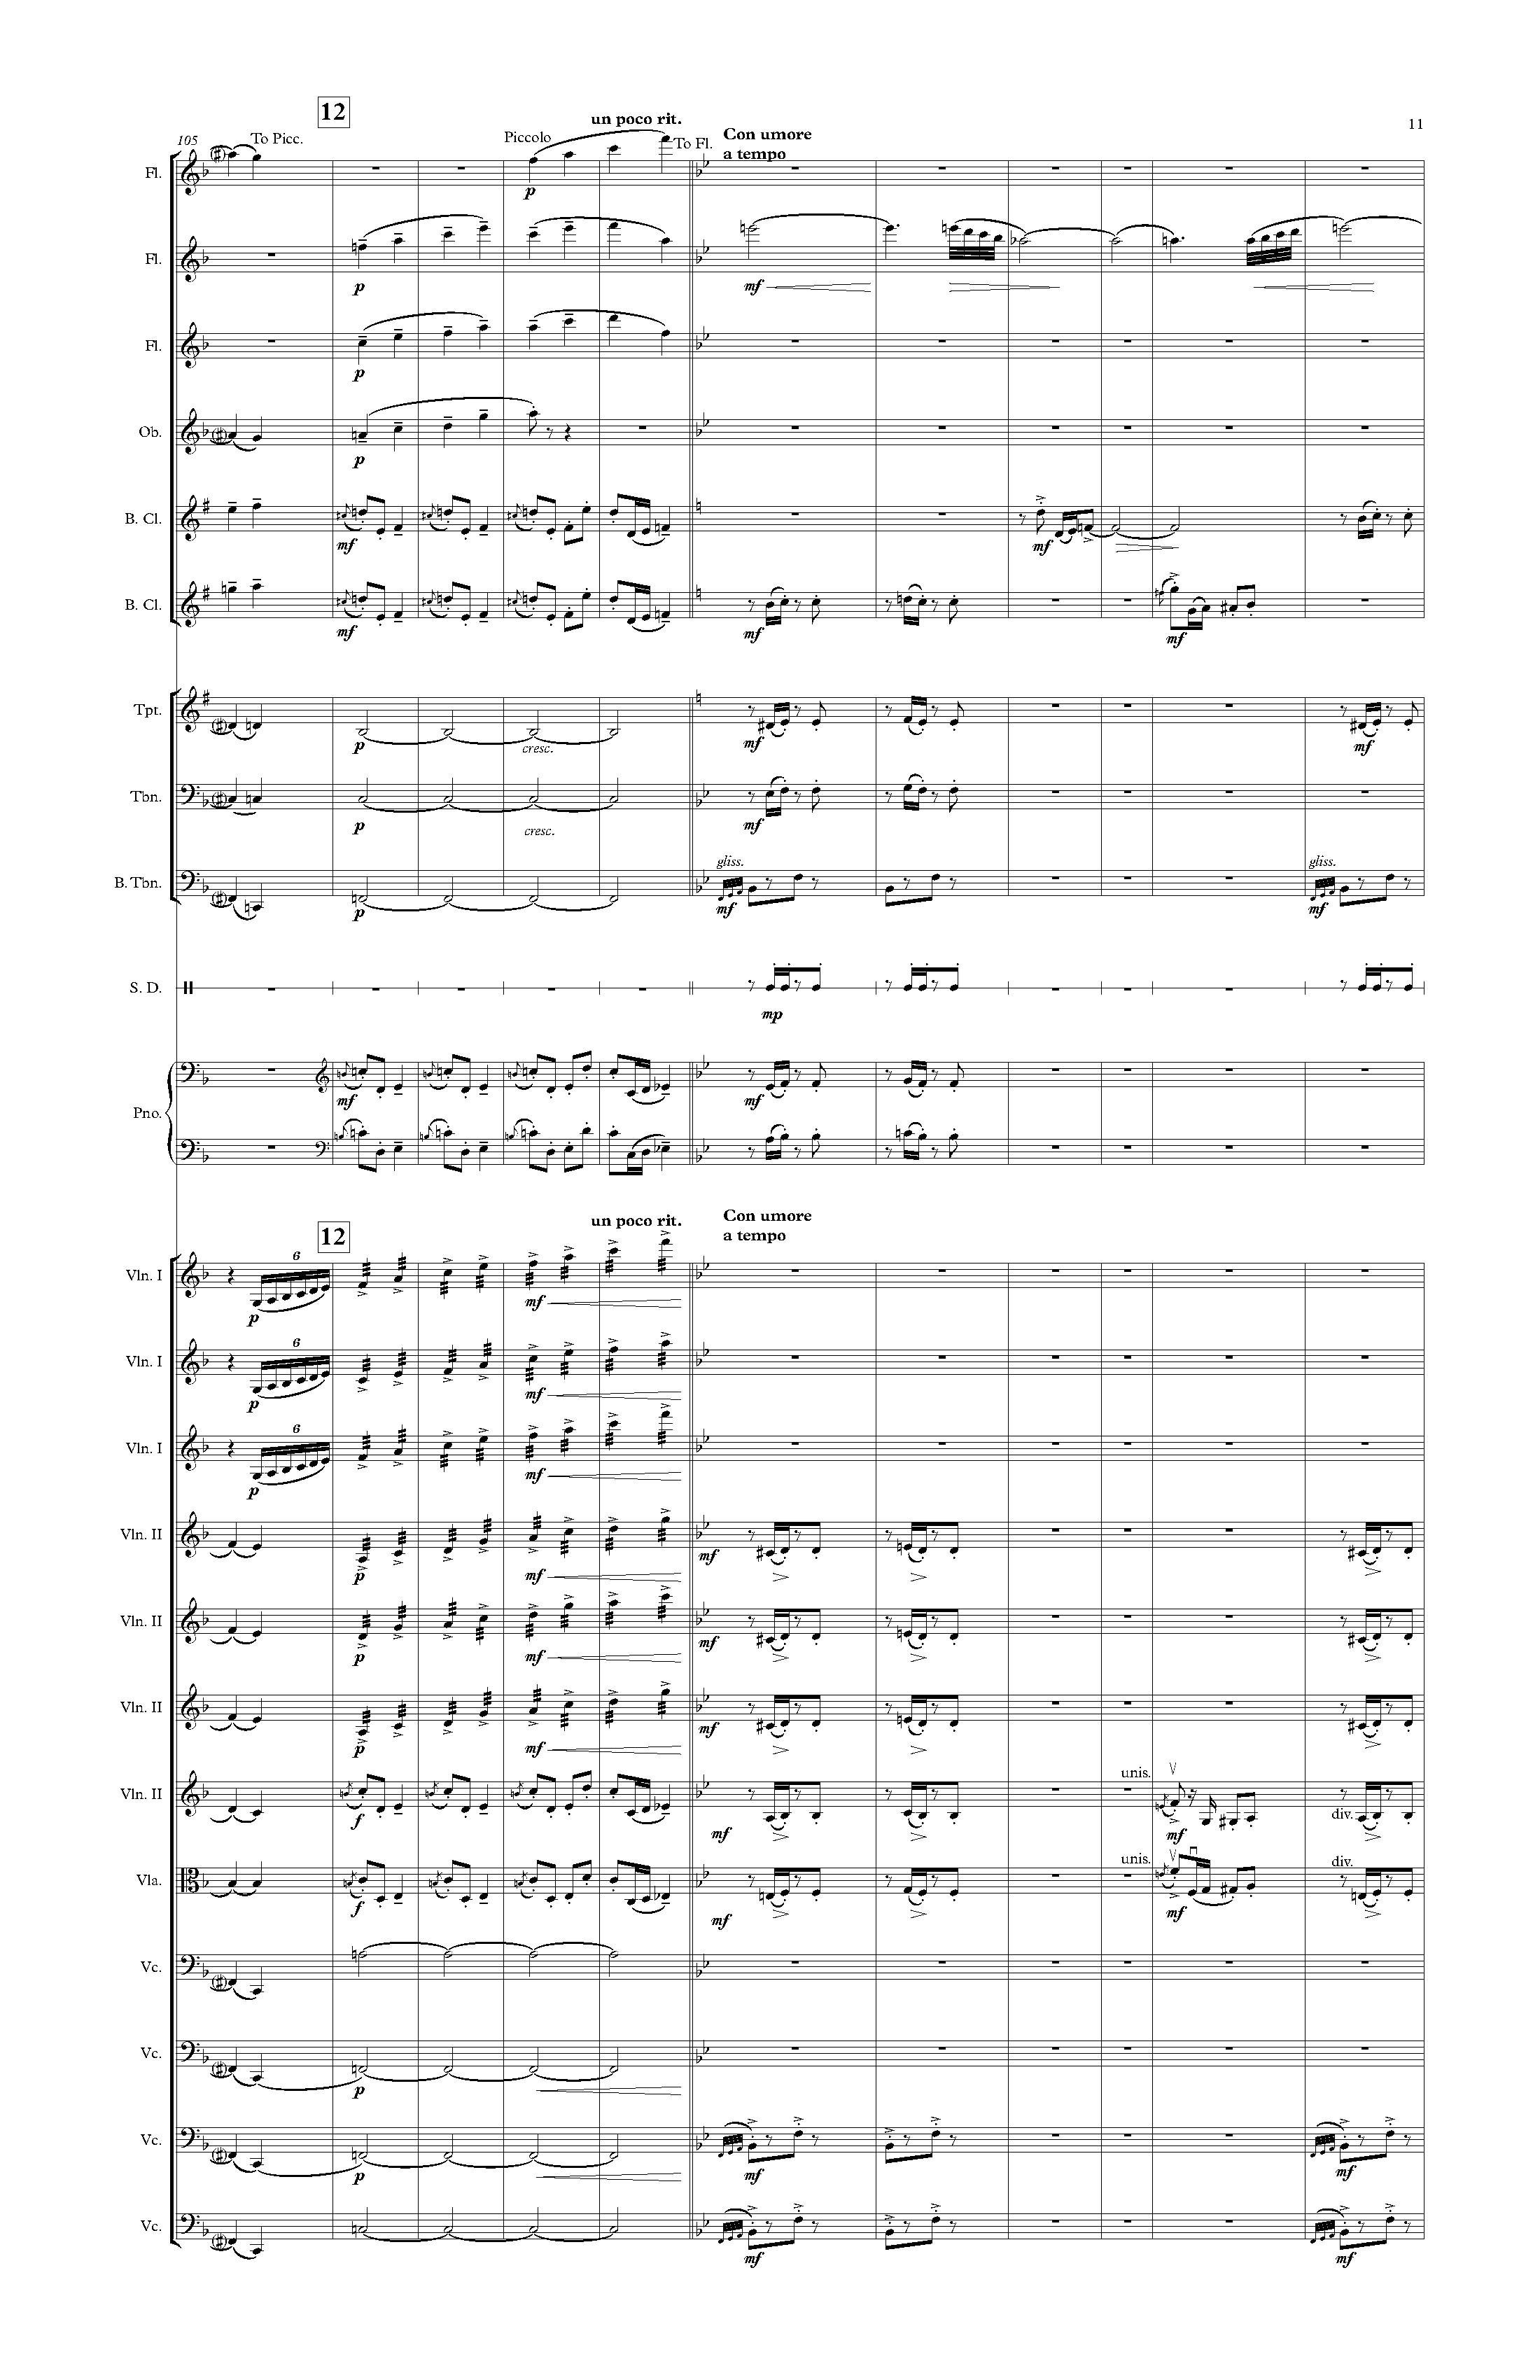 12
un poco rit.
11
105
To Picc.
Piccolo
To Fl.
Con umore
a tempo
Fl.
p
Fl.
p
mf
Fl.
p
Ob.
p
B. Cl.
mf
mf
B. Cl.
mf
mf
mf
Tpt.
p
cresc.
mf
mf
Tbn.
p
cresc.
mf
B. Tbn.
p
gliss.
mf
gliss.
mf
S. D.
mp
Pno.
mf
mf
12
un poco rit.
Con umore
a tempo
Vln. I
6
p
mf
Vln. I
6
p
mf
Vln. I
6
p
mf
Vln. II
p
mf
mf
Vln. II
p
mf
mf
Vln. II
p
mf
mf
Vln. II
f
mf
unis.
mf
div.
Vla.
f
mf
unis.
mf
div.
Vc.
Vc.
p
Vc.
p
mf
mf
Vc.
mf
mf